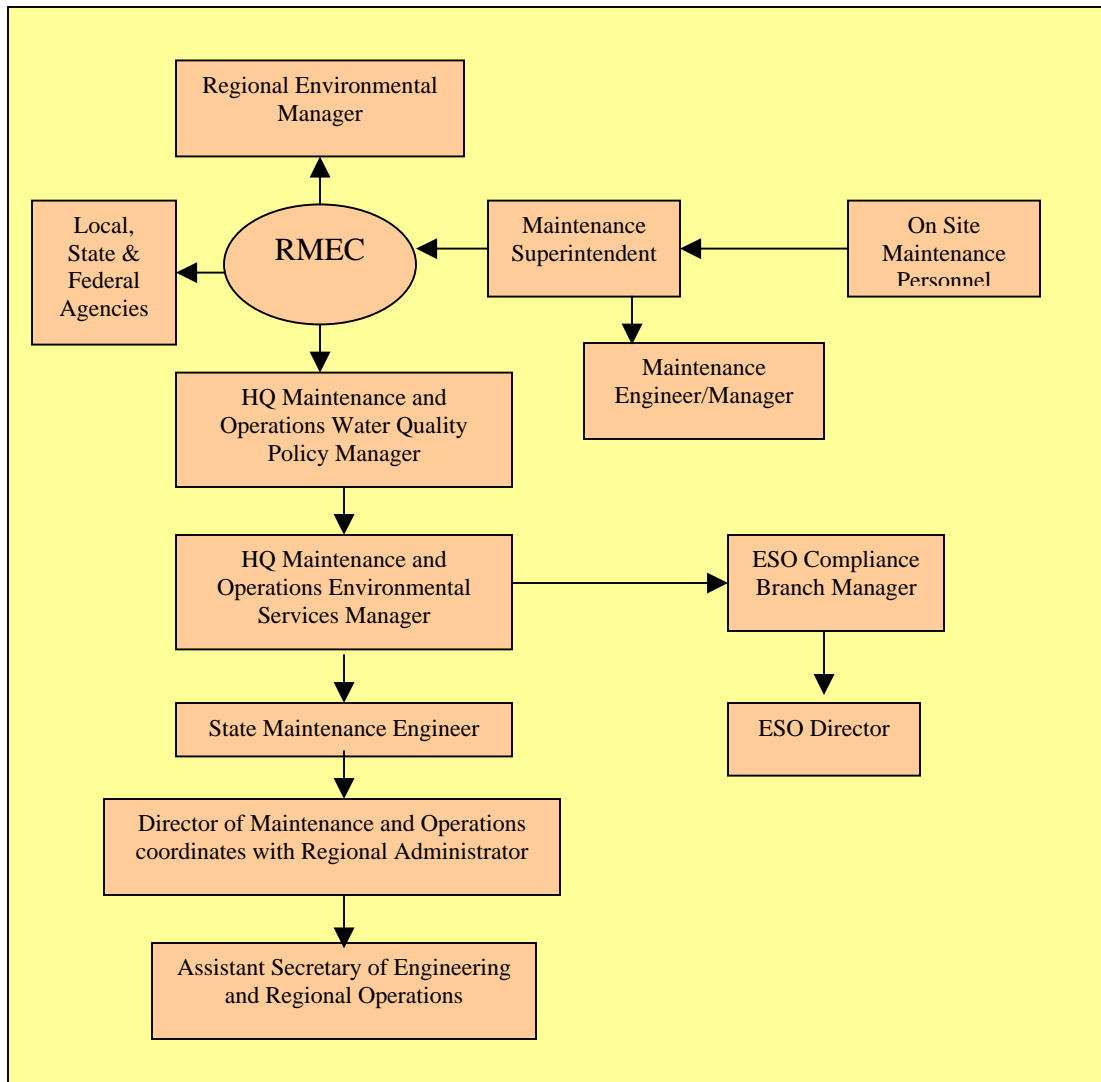 Regional Environmental
Manager
Local,
State &
Federal
Agencies
RMEC
Maintenance
Superintendent
On Site
Maintenance
Personnel
Maintenance
Engineer/Manager
HQ Maintenance and
Operations Water Quality
Policy Manager
HQ Maintenance and
Operations Environmental
Services Manager
ESO Compliance
Branch Manager
State Maintenance Engineer
ESO Director
Director of Maintenance and Operations
coordinates with Regional Administrator
Assistant Secretary of Engineering
and Regional Operations